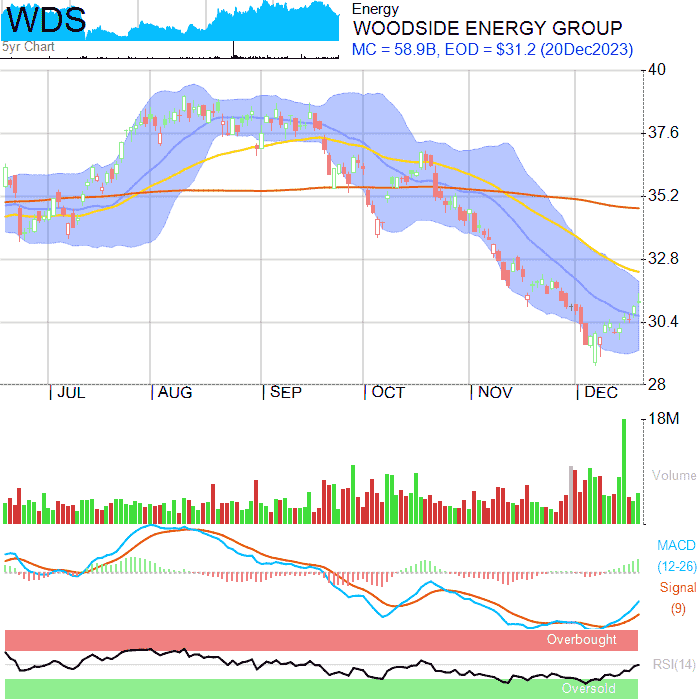 WDS
5yr Chart
Energy
WOODSIDE ENERGY GROUP
MC = 58.9B, EOD = $31.2 (20Dec2023)
40
37.6
35.2
32.8
30.4
28
JUL AUG SEP OCT NOV DEC
18M
Volume
MACD
(12-26)
Signal
(9)
Overbought
RSI(14)
Oversold